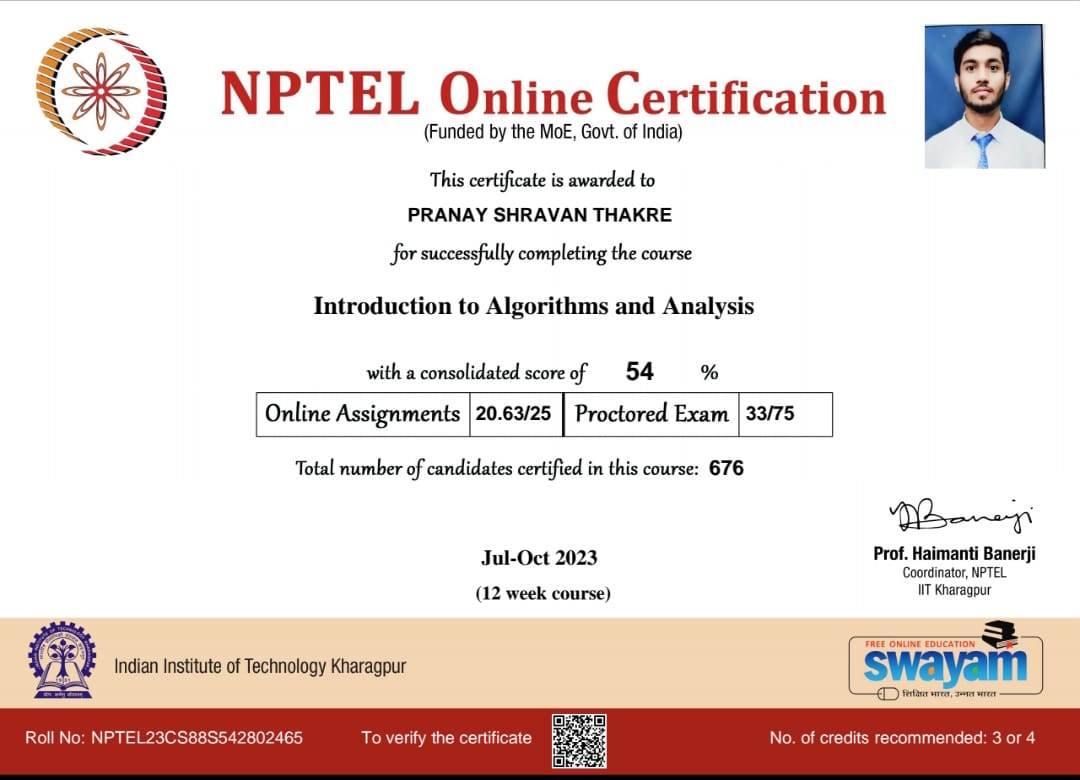 NPTEL Online Certification
(Funded by the MoE, Govt. of India)
This certificate is awarded to
PRANAY SHRAVAN THAKRE
for successfully completing the course
Introduction to Algorithms and Analysis
with a consolidated score of 54 %
Online Assignments 20.63/25 Proctored Exam 33/75
Total number of candidates certified in this course: 676
Jul-Oct 2023
(12 week course)
Prof. Haimanti Banerji
Coordinator, NPTEL
IIT Kharagpur
Indian Institute of Technology Kharagpur
FREE ONLINE EDUCATION
swayam
शिक्षित भारत, उन्नत भारत
Roll No: NPTEL23CS88S542802465 To verify the certificate No. of credits recommended: 3 or 4